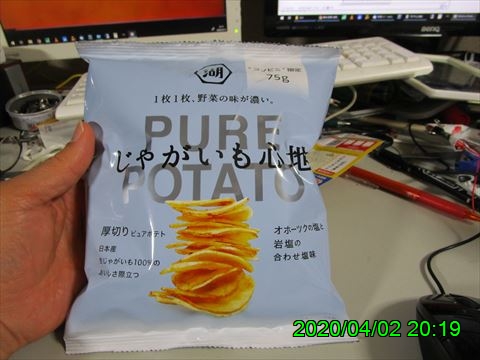 湖
"コンビニ"限定
75g
1枚1枚、野菜の味が濃い。
PURE
じゃがいも心地
POTATO
厚切りピュアポテト
日本産
じゃがいも100%の
おいしさ際立つ
オホーツクの塩と
岩塩の
合わせ塩味
BenQ
2020/04/02 20:19